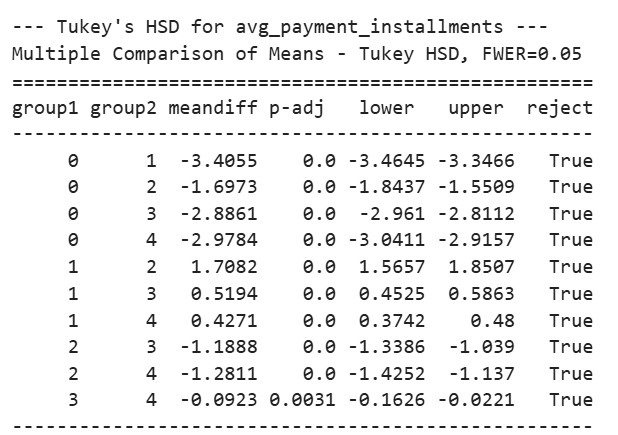 --- Tukey's HSD for avg_payment_installments ---
Multiple Comparison of Means - Tukey HSD, FWER=0.05
====================================================
group1 group2 meandiff p-adj   lower   upper  reject
----------------------------------------------------
     0      1  -3.4055    0.0 -3.4645 -3.3466   True
     0      2  -1.6973    0.0 -1.8437 -1.5509   True
     0      3  -2.8861    0.0  -2.961 -2.8112   True
     0      4  -2.9784    0.0 -3.0411 -2.9157   True
     1      2   1.7082    0.0  1.5657  1.8507   True
     1      3   0.5194    0.0  0.4525  0.5863   True
     1      4   0.4271    0.0  0.3742    0.48   True
     2      3  -1.1888    0.0 -1.3386  -1.039   True
     2      4  -1.2811    0.0 -1.4252  -1.137   True
     3      4  -0.0923 0.0031 -0.1626 -0.0221   True
----------------------------------------------------